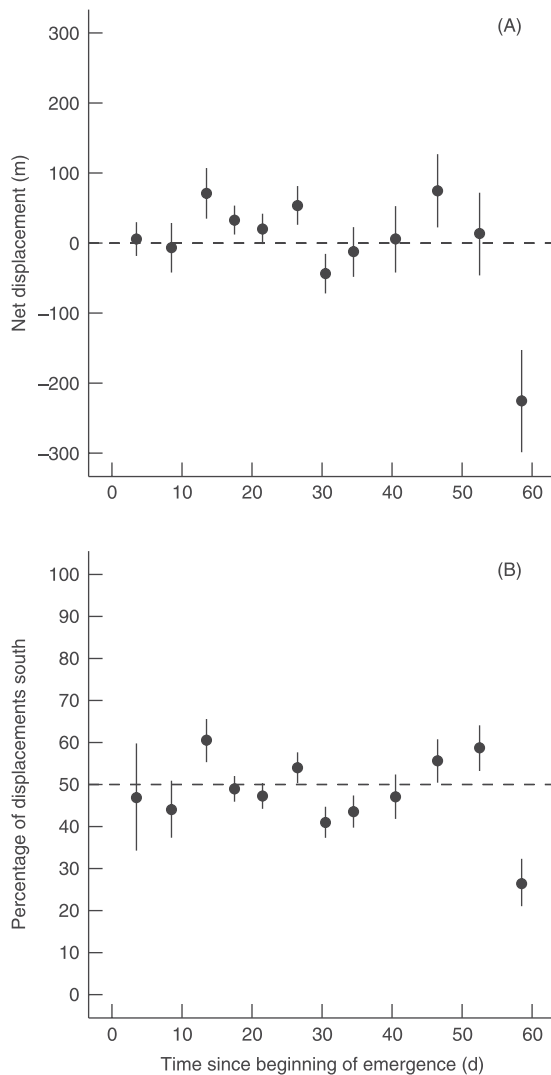 (A)
300
200
100
0
−100
−200
−300
Net displacement (m)
0 10 20 30 40 50 60
(B)
100
90
80
70
60
50
40
30
20
10
0
Percentage of displacements south
0 10 20 30 40 50 60
Time since beginning of emergence (d)